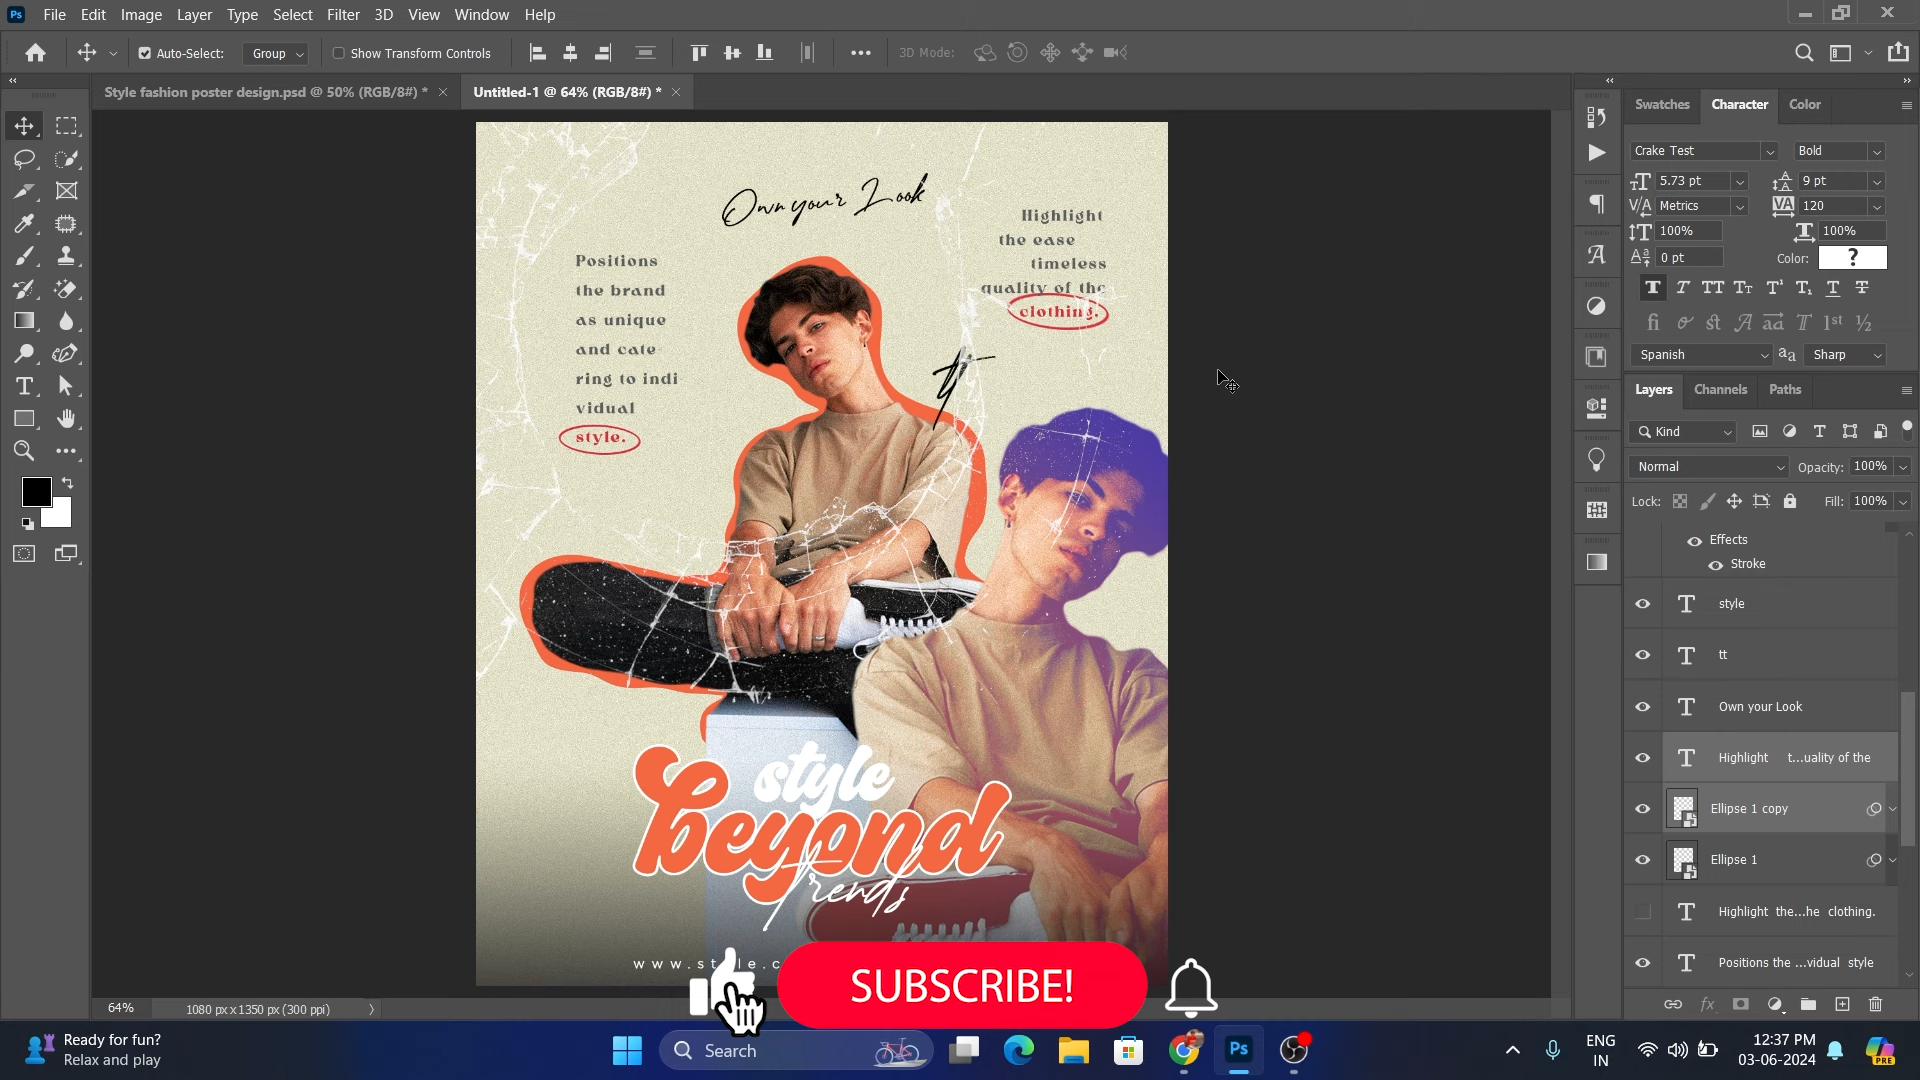 Ps File Edit Image Layer Type Select Filter 3D View Window Help
Auto-Select: Group Show Transform Controls 3D Mode:
Style fashion poster design.psd @ 50% (RGB/8#) * Untitled-1 @ 64% (RGB/8#) *
Own your Look
Positions
the brand
as unique
and cate-
ring to indi
vidual
style.
Highlight
the ease
timeless
quality of the
clothing.
tt
style
beyond
trends
SUBSCRIBE!
64% 1080 px x 1350 px (300 ppi)
Swatches Character Color
Crake Test Bold
5.73 pt 9 pt
Metrics 120
100% 100%
0 pt Color: ?
Spanish Sharp
Layers Channels Paths
Kind
Normal Opacity: 100%
Lock: Fill: 100%
Effects
Stroke
style
tt
Own your Look
Highlight t...uality of the
Ellipse 1 copy
Ellipse 1
Highlight the...he clothing.
Positions the ...vidual style
Ready for fun?
Relax and play
Search
Ps
ENG
IN
12:37 PM
03-06-2024
PRE